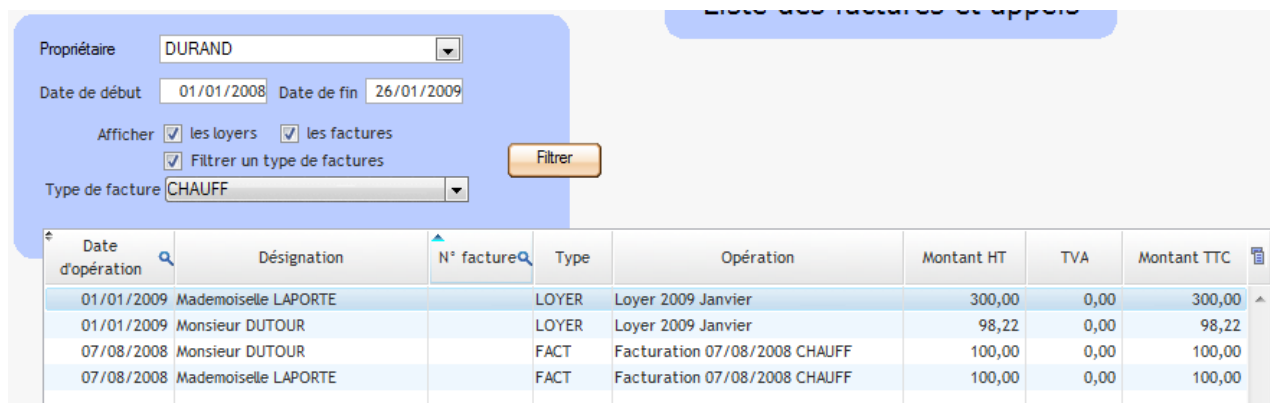 Liste des factures et appels
Propriétaire DURAND
Date de début 01/01/2008 Date de fin 26/01/2009
Afficher les loyers les factures
Filtrer un type de factures
Filtrer
Type de facture CHAUFF
Date d'opération Désignation N° facture Type Opération Montant HT TVA Montant TTC
01/01/2009 Mademoiselle LAPORTE LOYER Loyer 2009 Janvier 300,00 0,00 300,00
01/01/2009 Monsieur DUTOUR LOYER Loyer 2009 Janvier 98,22 0,00 98,22
07/08/2008 Monsieur DUTOUR FACT Facturation 07/08/2008 CHAUFF 100,00 0,00 100,00
07/08/2008 Mademoiselle LAPORTE FACT Facturation 07/08/2008 CHAUFF 100,00 0,00 100,00